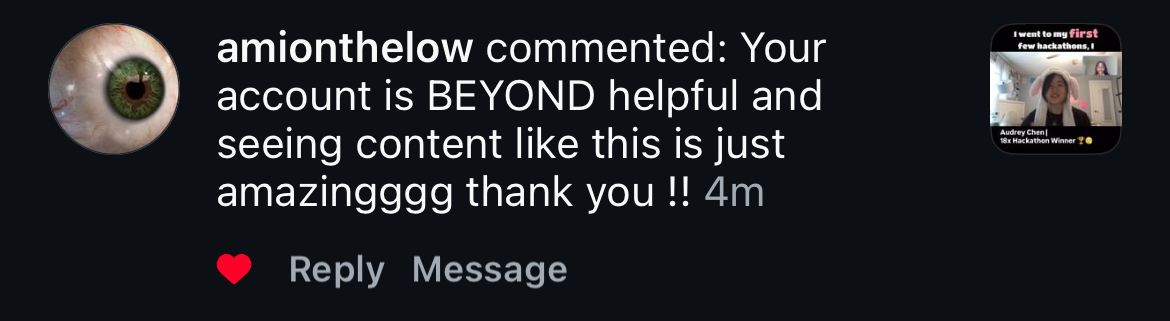 amionthelow commented: Your
account is BEYOND helpful and
seeing content like this is just
amazingggg thank you !! 4m
Reply Message
I went to my first
few hackathons, I
Audrey Chen |
18x Hackathon Winner 🏆🪙